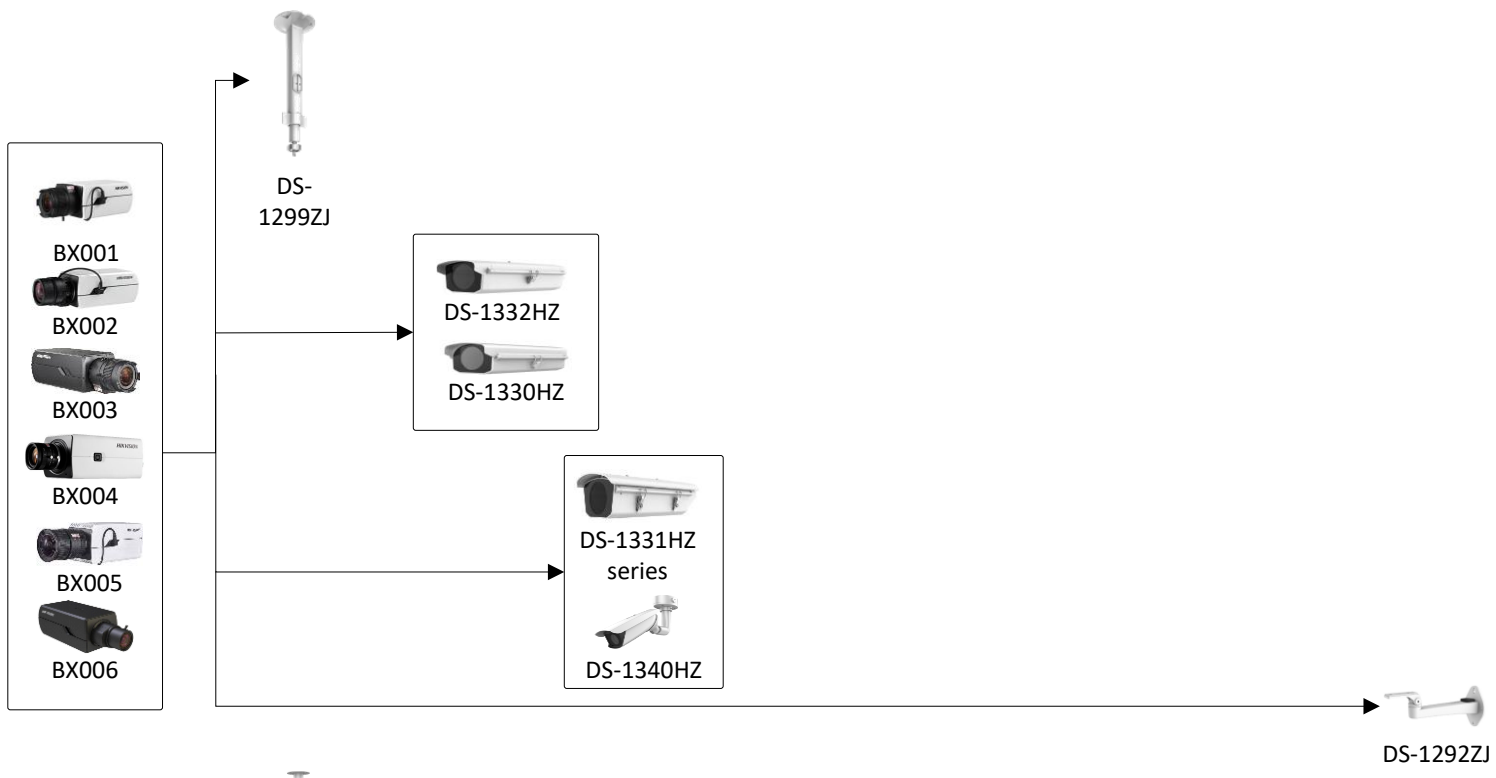 DS-
1299ZJ
BX001
BX002
BX003
HIKVISION
BX004
BX005
BX006
DS-1332HZ
DS-1330HZ
DS-1331HZ
series
DS-1340HZ
DS-1292ZJ